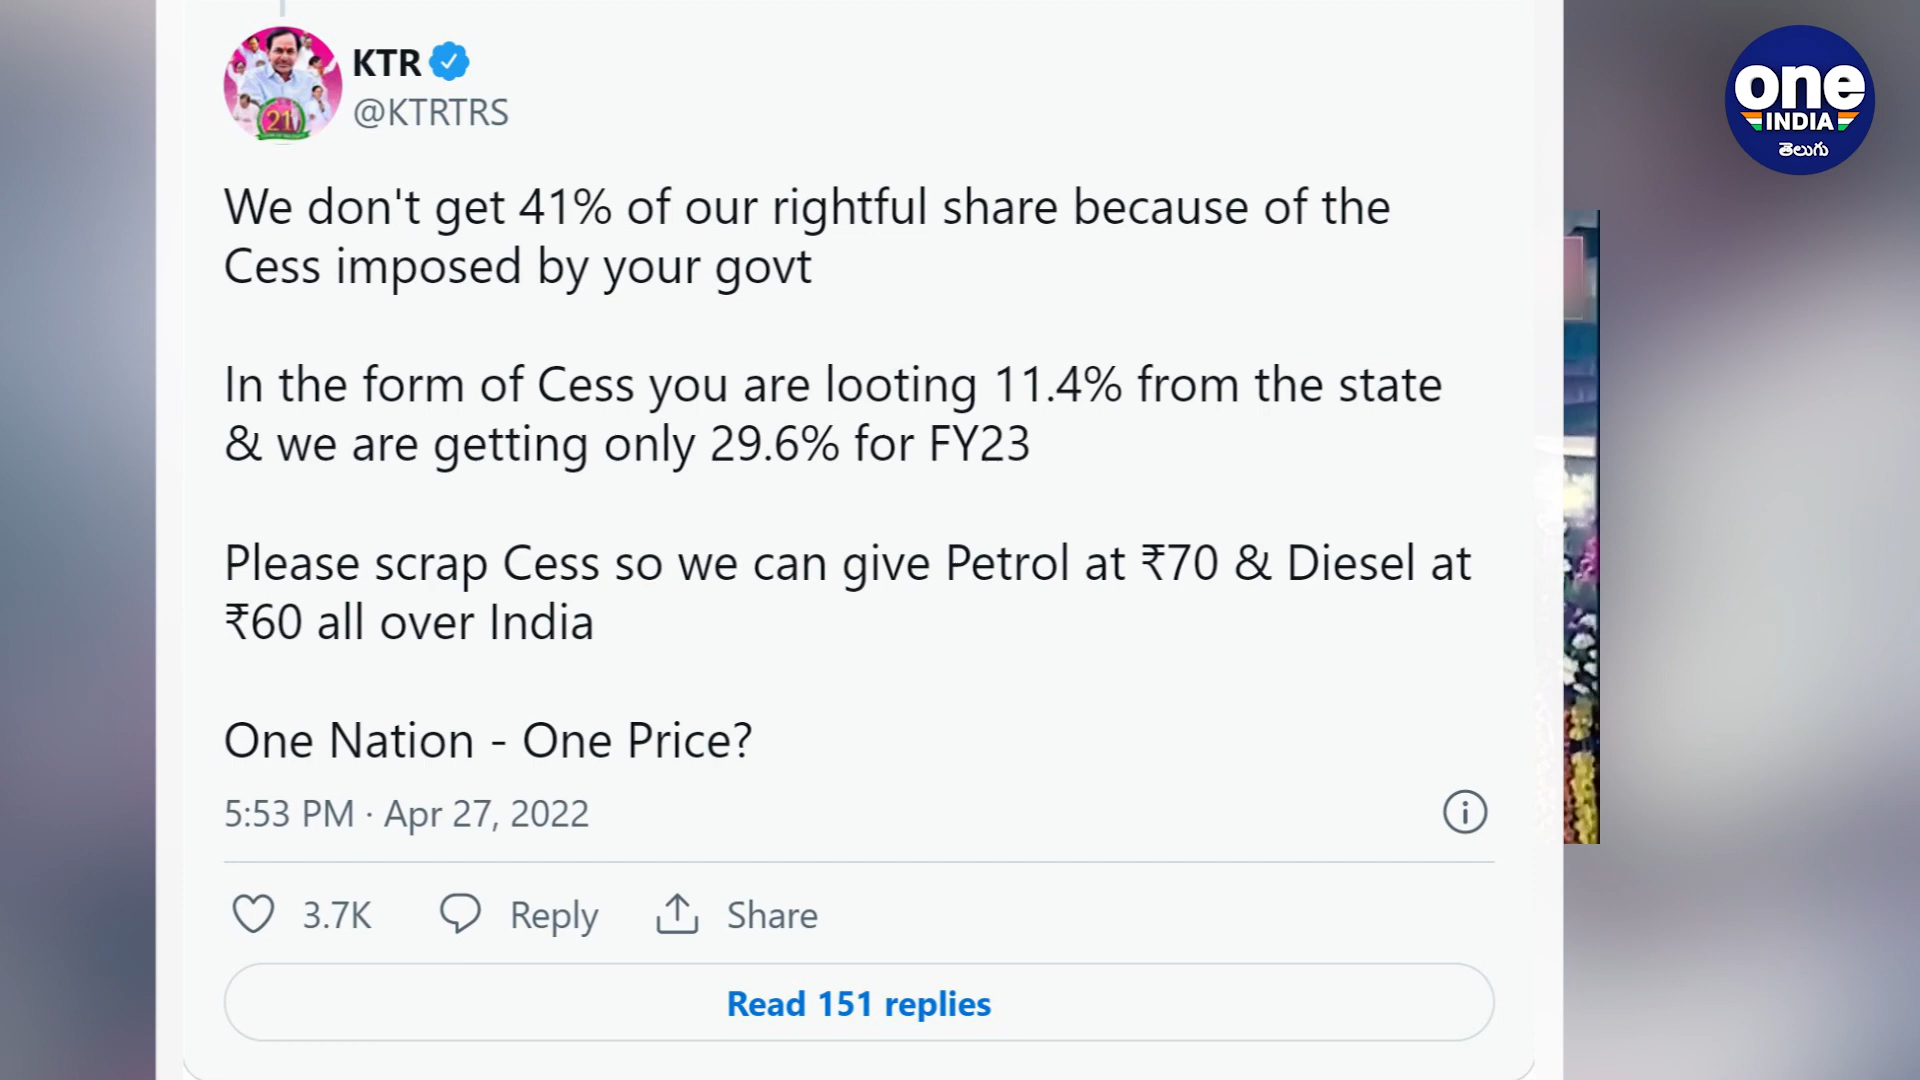 KTR
@KTRTRS
one
INDIA
తెలుగు
21
We don't get 41% of our rightful share because of the
Cess imposed by your govt
In the form of Cess you are looting 11.4% from the state
& we are getting only 29.6% for FY23
Please scrap Cess so we can give Petrol at ₹70 & Diesel at
₹60 all over India
One Nation - One Price?
5:53 PM · Apr 27, 2022
3.7K Reply Share
Read 151 replies